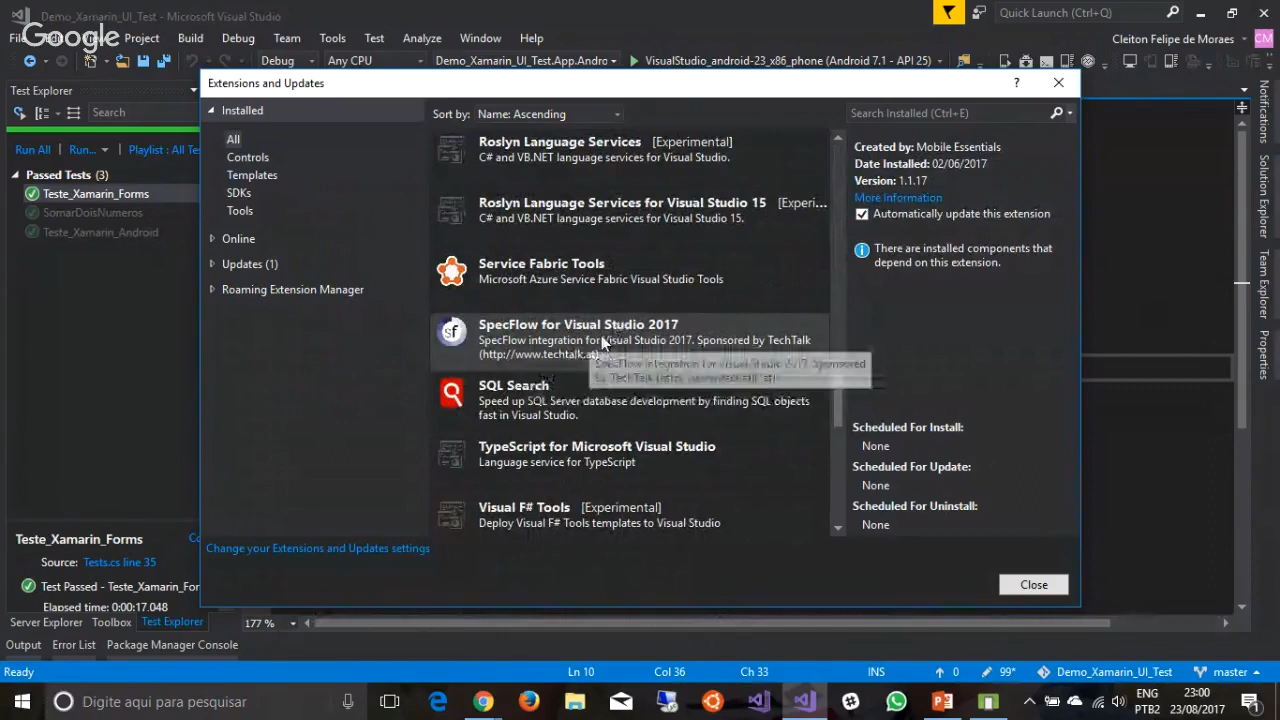 Demo_Xamarin_UI_Test - Microsoft Visual Studio
Quick Launch (Ctrl+Q)
Google
Project Build Debug Team Tools Test Analyze Window Help
Cleiton Felipe de Moraes CM
Debug Any CPU Demo_Xamarin_UI_Test.App.Andro VisualStudio_android-23_x86_phone (Android 7.1 - API 25)
Test Explorer
Search
Run All Run... Playlist : All Te
Passed Tests (3)
Teste_Xamarin_Forms
SomarDoisNumeros
Teste_Xamarin_Android
Extensions and Updates
? 
Installed
All
Controls
Templates
SDKs
Tools
Online
Updates (1)
Roaming Extension Manager
Change your Extensions and Updates settings
Sort by: Name: Ascending
Roslyn Language Services [Experimental]
C# and VB.NET language services for Visual Studio.
Roslyn Language Services for Visual Studio 15 [Experi...
C# and VB.NET language services for Visual Studio 15.
Service Fabric Tools
Microsoft Azure Service Fabric Visual Studio Tools
SpecFlow for Visual Studio 2017
SpecFlow integration for Visual Studio 2017. Sponsored by TechTalk
(http://www.techtalk.at)
SQL Search
Speed up SQL Server database development by finding SQL objects
fast in Visual Studio.
TypeScript for Microsoft Visual Studio
Language service for TypeScript
Visual F# Tools [Experimental]
Deploy Visual F# Tools templates to Visual Studio
Search Installed (Ctrl+E)
Created by: Mobile Essentials
Date Installed: 02/06/2017
Version: 1.1.17
More Information
Automatically update this extension
There are installed components that
depend on this extension.
Scheduled For Install:
None
Scheduled For Update:
None
Scheduled For Uninstall:
None
Close
Notifications
Solution Explorer
Team Explorer
Properties
Teste_Xamarin_Forms
Source: Tests.cs line 35
Test Passed - Teste_Xamarin_For
Elapsed time: 0:00:17.048
Server Explorer Toolbox Test Explorer
177 %
Output Error List Package Manager Console
Ready Ln 10 Col 36 Ch 33 INS 0 99* Demo_Xamarin_UI_Test master
Digite aqui para pesquisar
ENG
PTB2
23:00
23/08/2017
1